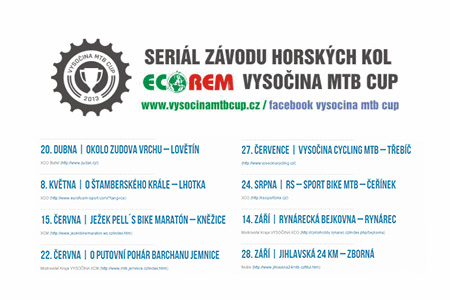 VYSOČINA MTB CUP
2013
SERIÁL ZÁVODU HORSKÝCH KOL
ECOREM VYSOČINA MTB CUP
www.vysocinamtbcup.cz / facebook vysocina mtb cup
20. DUBNA | OKOLO ZUDOVA VRCHU – LOVĚTÍN
8. KVĚTNA | O ŠTAMBERSKÉHO KRÁLE – LHOTKA
15. ČERVNA | JEŽEK PELL´S BIKE MARATÓN – KNĚŽICE
22. ČERVNA | O PUTOVNÍ POHÁR BARCHANU JEMNICE
27. ČERVENCE | VYSOČINA CYCLING MTB – TŘEBÍČ
24. SRPNA | RS – SPORT BIKE MTB – ČEŘÍNEK
14. ZÁŘÍ | RYNÁRECKÁ BEJKOVNA – RYNÁREC
28. ZÁŘÍ | JIHLAVSKÁ 24 KM – ZBORNÁ